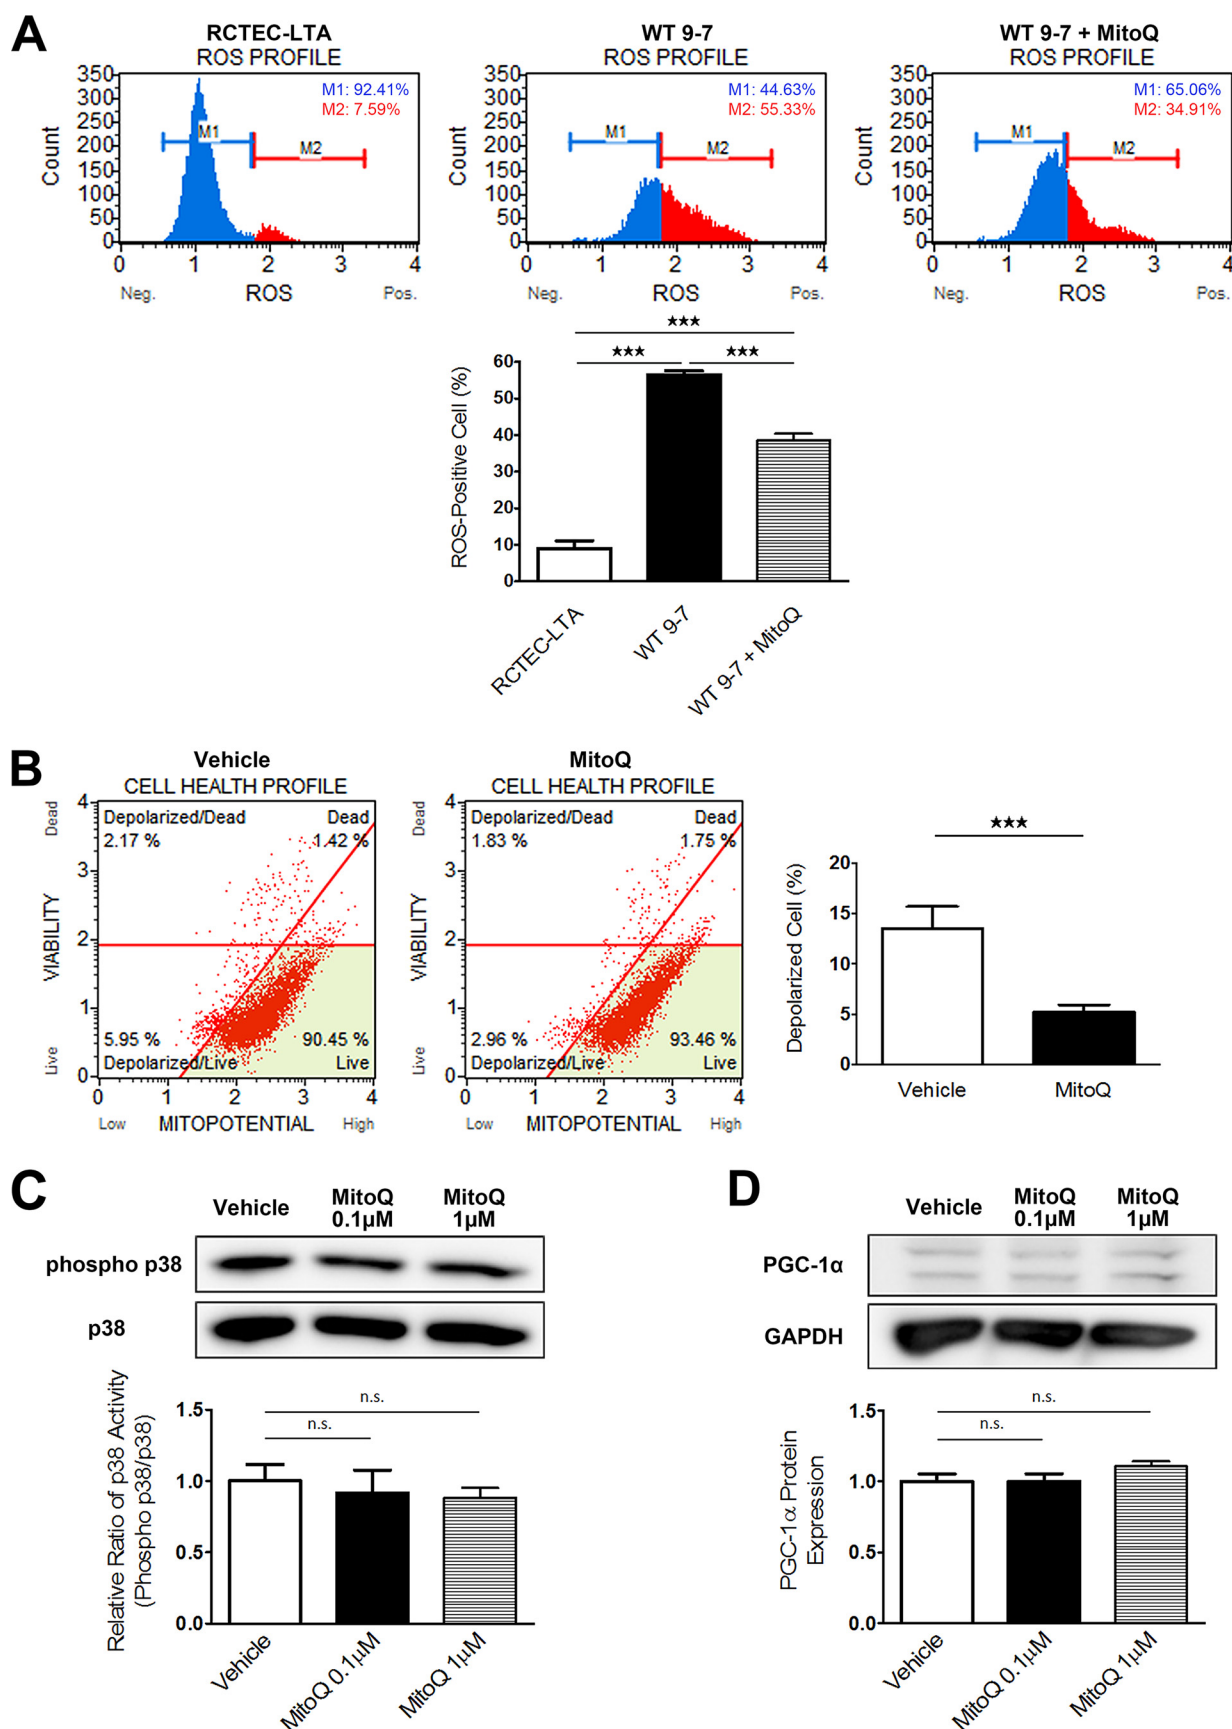 A
RCTEC-LTA
ROS PROFILE
M1: 92.41%
M2: 7.59%
M1
M2
Count
350
300
250
200
150
100
50
0
0 1 2 3 4
Neg. ROS Pos.
WT 9-7
ROS PROFILE
M1: 44.63%
M2: 55.33%
M1
M2
Count
350
300
250
200
150
100
50
0
0 1 2 3 4
Neg. ROS Pos.
WT 9-7 + MitoQ
ROS PROFILE
M1: 65.06%
M2: 34.91%
M1
M2
Count
350
300
250
200
150
100
50
0
0 1 2 3 4
Neg. ROS Pos.
★★★
★★★ ★★★
ROS-Positive Cell (%)
60
50
40
30
20
10
0
RCTEC-LTA
WT 9-7
WT 9-7 + MitoQ
B
Vehicle
CELL HEALTH PROFILE
Depolarized/Dead Dead
2.17 % 1.42 %
5.95 % 90.45 %
Depolarized/Live Live
Dead
VIABILITY
Live
4
3
2
1
0
0 1 2 3 4
Low MITOPOTENTIAL High
MitoQ
CELL HEALTH PROFILE
Depolarized/Dead Dead
1.83 % 1.75 %
2.96 % 93.46 %
Depolarized/Live Live
Dead
VIABILITY
Live
4
3
2
1
0
0 1 2 3 4
Low MITOPOTENTIAL High
★★★
Depolarized Cell (%)
20
15
10
5
0
Vehicle MitoQ
C
Vehicle MitoQ 0.1µM MitoQ 1µM
phospho p38
p38
Relative Ratio of p38 Activity
(Phospho p38/p38)
n.s.
n.s.
1.5
1.0
0.5
0.0
Vehicle
MitoQ 0.1µM
MitoQ 1µM
D
Vehicle MitoQ 0.1µM MitoQ 1µM
PGC-1α
GAPDH
PGC-1α Protein
Expression
n.s.
n.s.
1.5
1.0
0.5
0.0
Vehicle
MitoQ 0.1µM
MitoQ 1µM